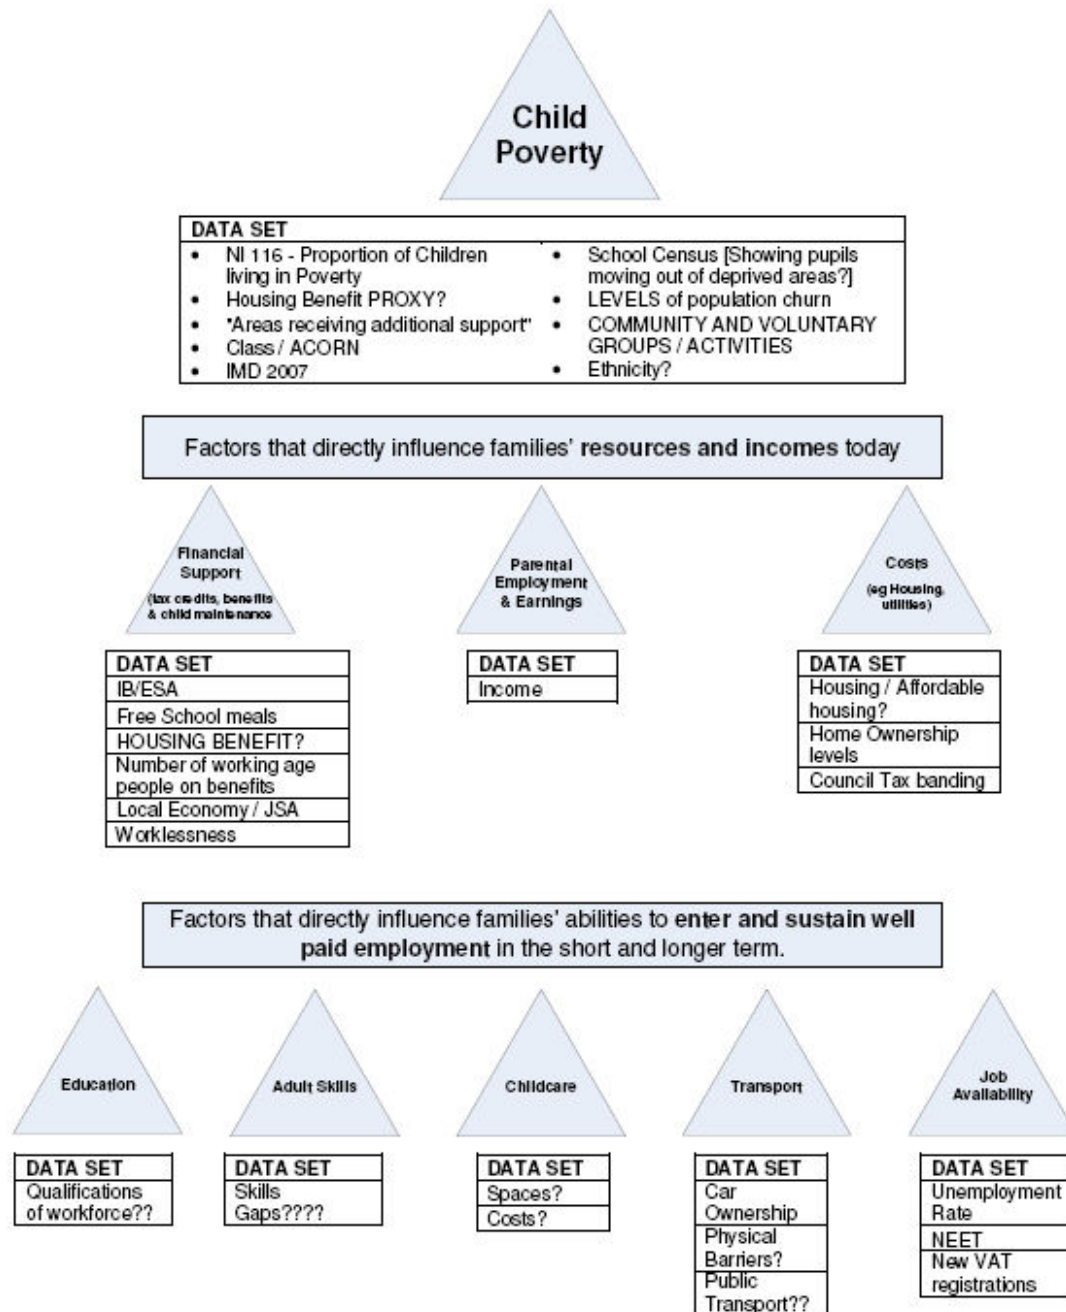 Child
Poverty
DATA SET
• NI 116 - Proportion of Children
living in Poverty
• Housing Benefit PROXY?
• "Areas receiving additional support"
• Class / ACORN
• IMD 2007
• School Census [Showing pupils
moving out of deprived areas?]
• LEVELS of population churn
• COMMUNITY AND VOLUNTARY
GROUPS / ACTIVITIES
• Ethnicity?
Factors that directly influence families' resources and incomes today
Financial
Support
(tax credits, benefits
& child maintenance
DATA SET
IB/ESA
Free School meals
HOUSING BENEFIT?
Number of working age
people on benefits
Local Economy / JSA
Worklessness
Parental
Employment
& Earnings
DATA SET
Income
Costs
(eg Housing,
utilities)
DATA SET
Housing / Affordable
housing?
Home Ownership
levels
Council Tax banding
Factors that directly influence families' abilities to enter and sustain well
paid employment in the short and longer term.
Education
DATA SET
Qualifications
of workforce??
Adult Skills
DATA SET
Skills
Gaps????
Childcare
DATA SET
Spaces?
Costs?
Transport
DATA SET
Car
Ownership
Physical
Barriers?
Public
Transport??
Job
Availability
DATA SET
Unemployment
Rate
NEET
New VAT
registrations